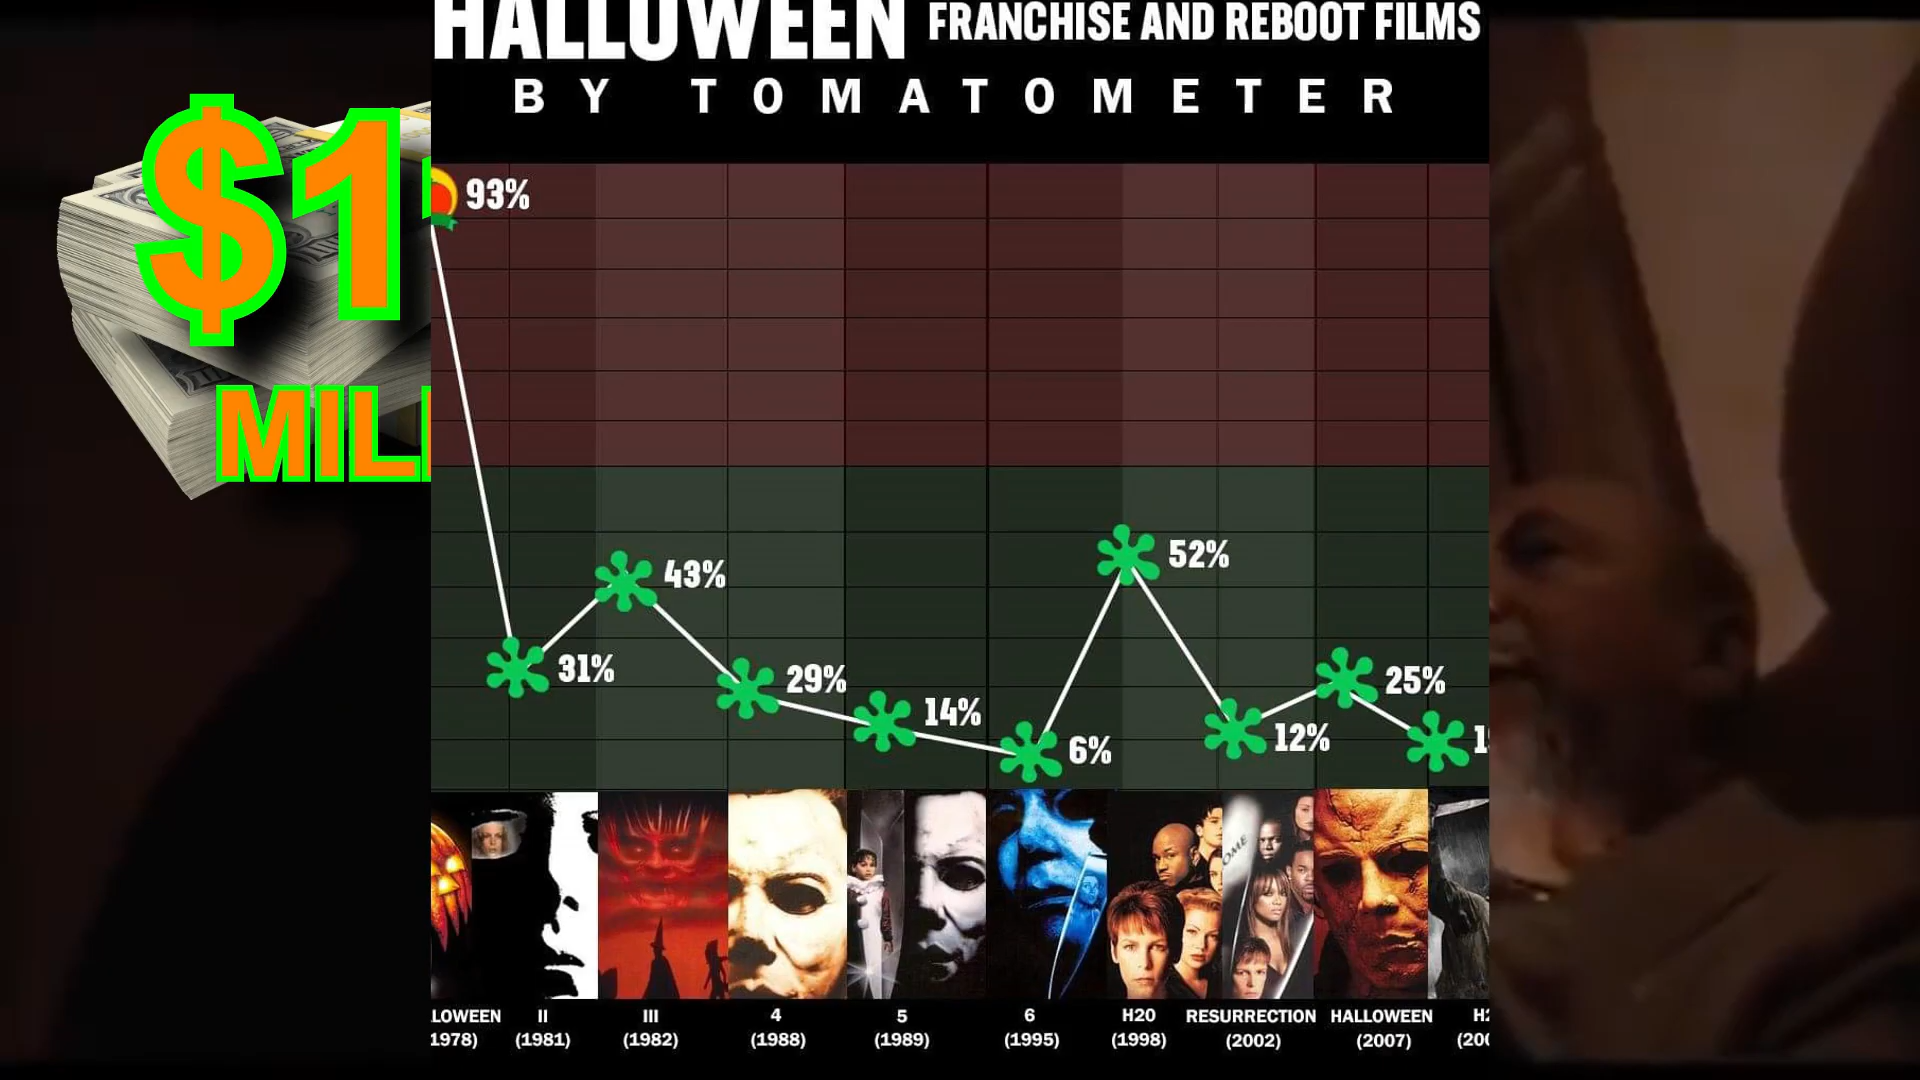 HALLOWEEN FRANCHISE AND REBOOT FILMS
BY TOMATOMETER
$1
MIL
93%
52%
43%
31%
29%
25%
14%
12%
6%
LOWEEN II III 4 5 6 H20 RESURRECTION HALLOWEEN
1978) (1981) (1982) (1988) (1989) (1995) (1998) (2002) (2007)